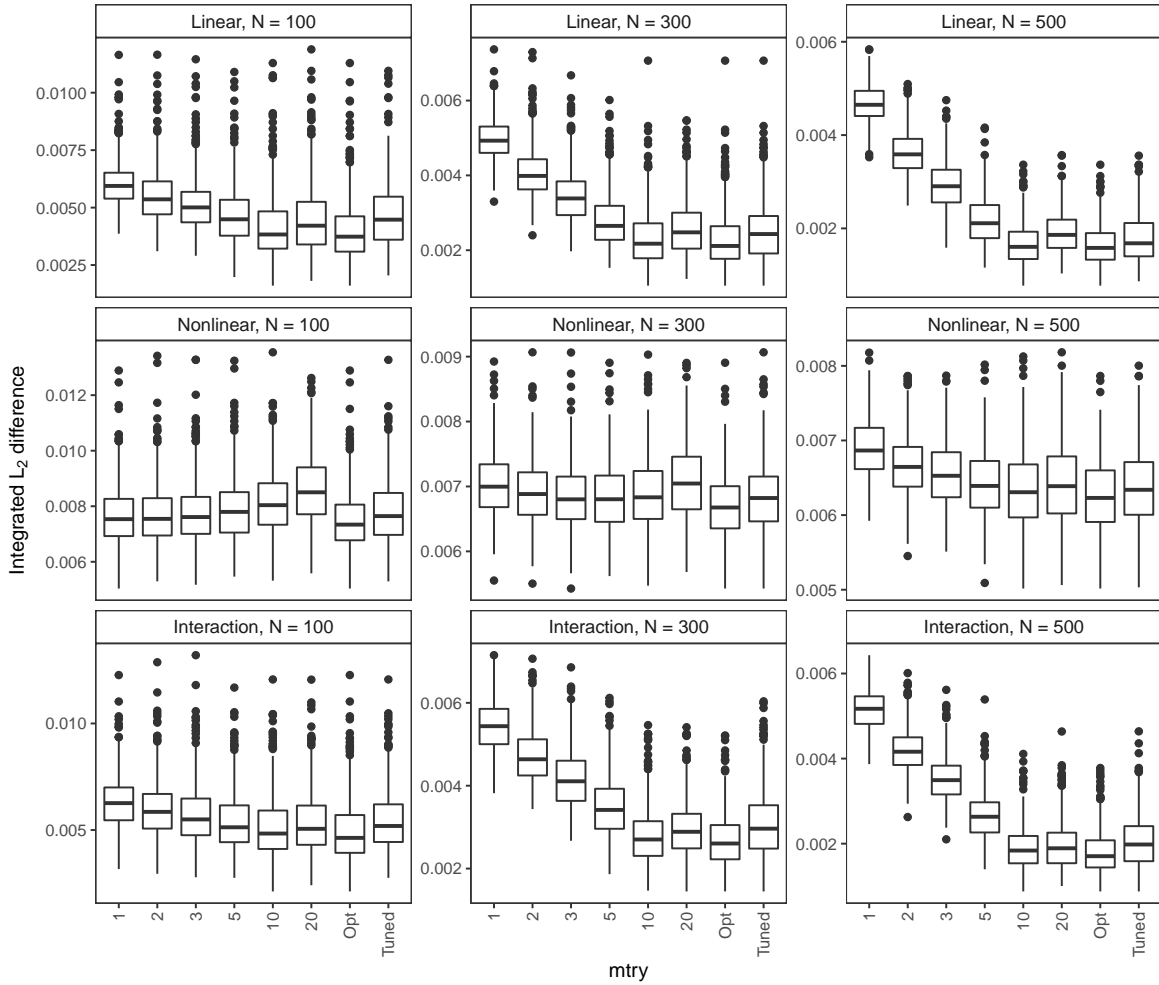 Linear, N = 100
Linear, N = 300
Linear, N = 500
0.0100
0.0075
0.0050
0.0025
0.006
0.004
0.002
0.006
0.004
0.002
Nonlinear, N = 100
Nonlinear, N = 300
Nonlinear, N = 500
0.012
0.010
0.008
0.006
0.009
0.008
0.007
0.006
0.008
0.007
0.006
0.005
Integrated L₂ difference
Interaction, N = 100
Interaction, N = 300
Interaction, N = 500
0.010
0.005
0.006
0.004
0.002
0.006
0.004
0.002
1 2 3 5 10 20 Opt Tuned
1 2 3 5 10 20 Opt Tuned
1 2 3 5 10 20 Opt Tuned
mtry